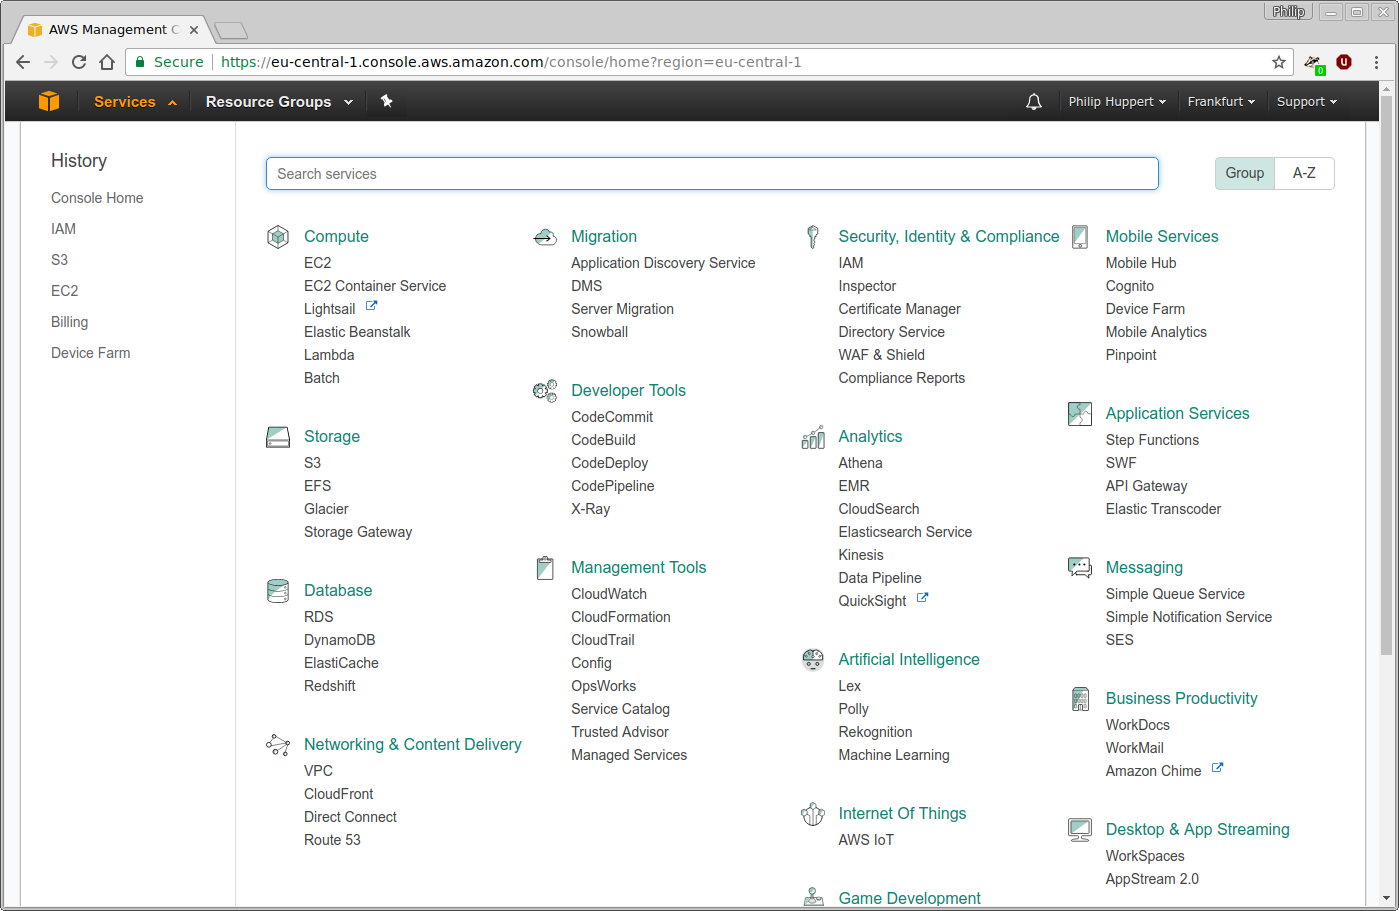 Philip
AWS Management C
Secure
https://eu-central-1.console.aws.amazon.com/console/home?region=eu-central-1
0
U
Services
Resource Groups
Philip Huppert
Frankfurt
Support
History
Console Home
IAM
S3
EC2
Billing
Device Farm
Search services
Group
A-Z
Compute
EC2
EC2 Container Service
Lightsail
Elastic Beanstalk
Lambda
Batch
Storage
S3
EFS
Glacier
Storage Gateway
Database
RDS
DynamoDB
ElastiCache
Redshift
Networking & Content Delivery
VPC
CloudFront
Direct Connect
Route 53
Migration
Application Discovery Service
DMS
Server Migration
Snowball
Developer Tools
CodeCommit
CodeBuild
CodeDeploy
CodePipeline
X-Ray
Management Tools
CloudWatch
CloudFormation
CloudTrail
Config
OpsWorks
Service Catalog
Trusted Advisor
Managed Services
Security, Identity & Compliance
IAM
Inspector
Certificate Manager
Directory Service
WAF & Shield
Compliance Reports
Analytics
Athena
EMR
CloudSearch
Elasticsearch Service
Kinesis
Data Pipeline
QuickSight
Artificial Intelligence
Lex
Polly
Rekognition
Machine Learning
Internet Of Things
AWS IoT
Game Development
Mobile Services
Mobile Hub
Cognito
Device Farm
Mobile Analytics
Pinpoint
Application Services
Step Functions
SWF
API Gateway
Elastic Transcoder
Messaging
Simple Queue Service
Simple Notification Service
SES
Business Productivity
WorkDocs
WorkMail
Amazon Chime
Desktop & App Streaming
WorkSpaces
AppStream 2.0